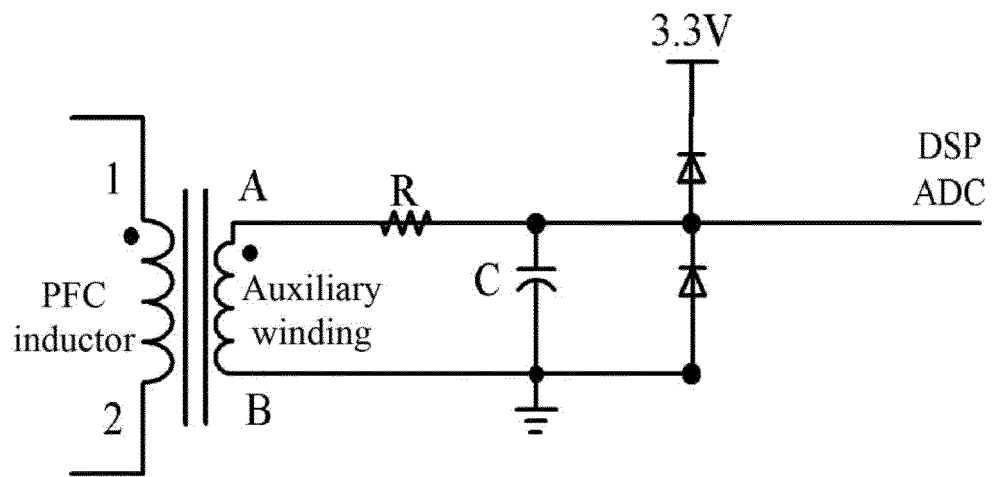 3.3V
DSP
ADC
1
A
R
PFC
inductor
C
Auxiliary
winding
2
B